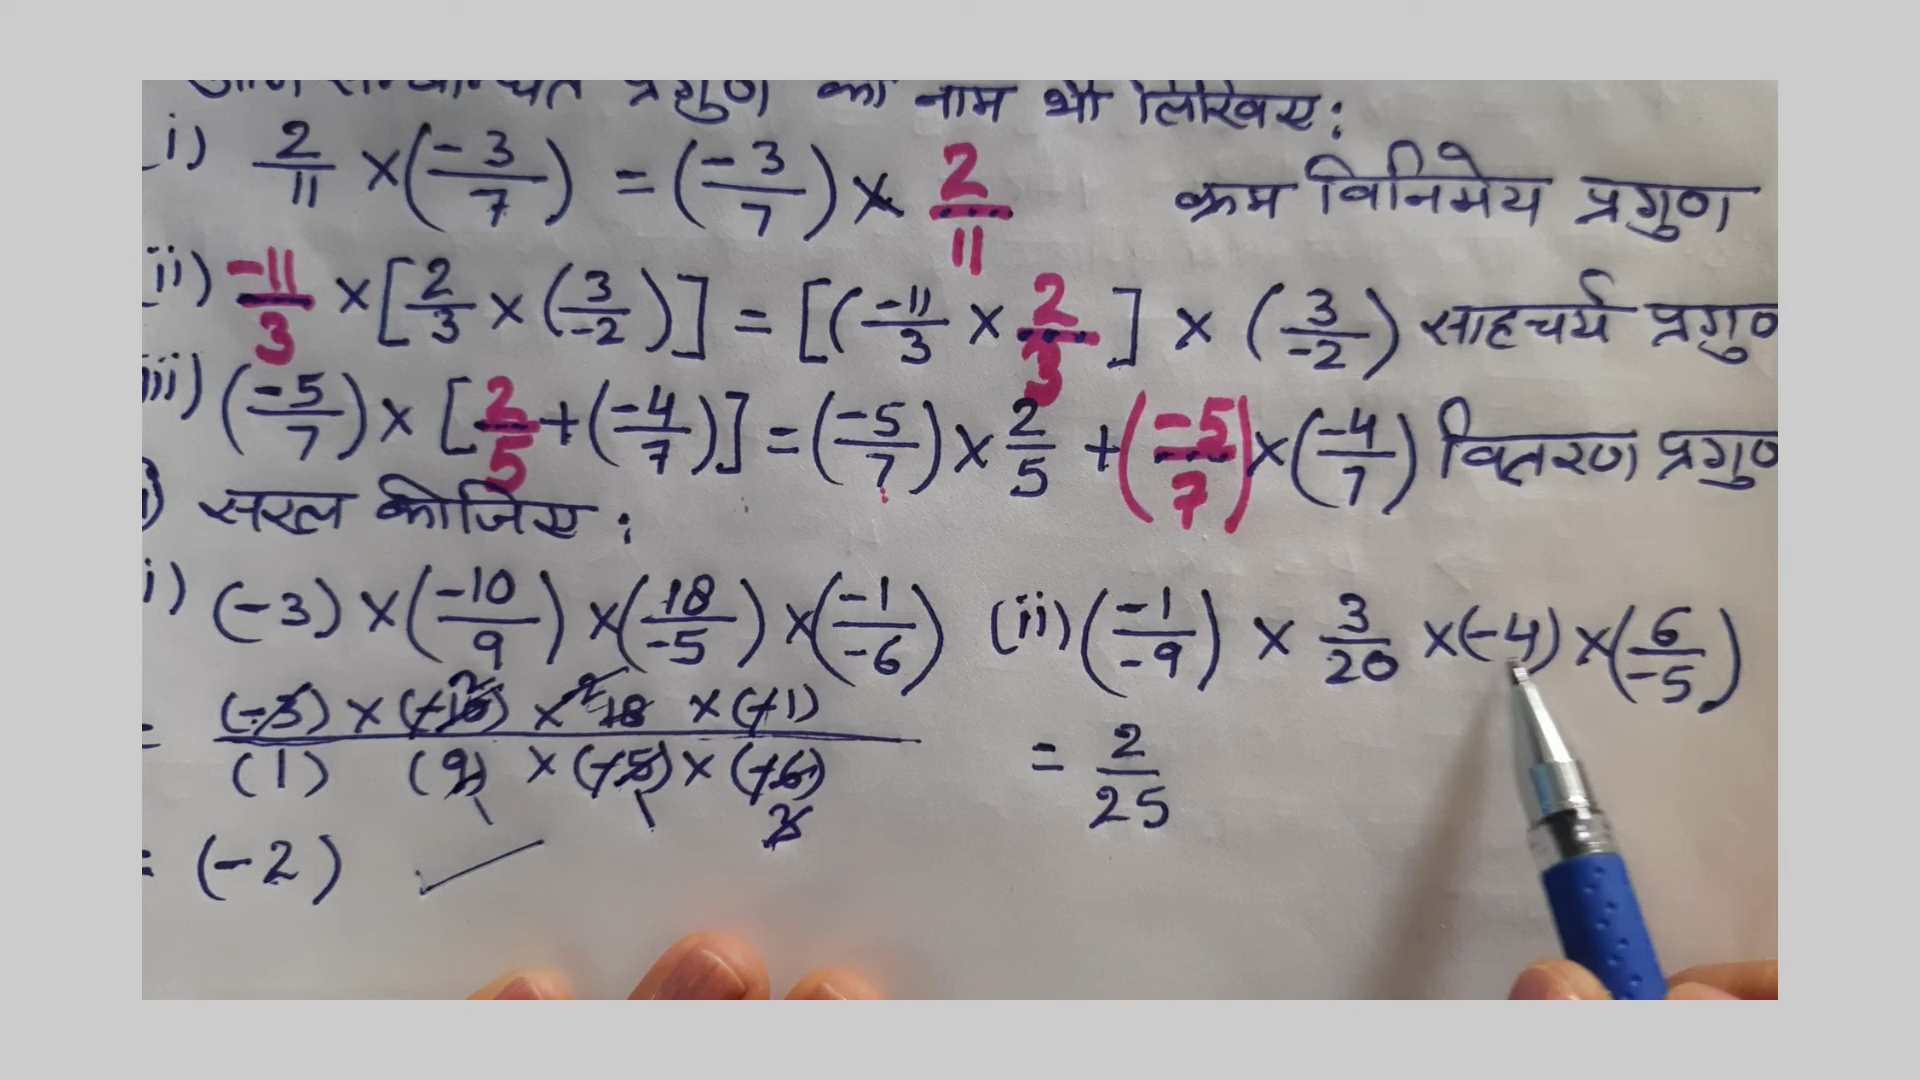 का नाम भी लिखिए:
i) 2/11 × (-3/7) = (-3/7) × 2/11 क्रम विनिमेय प्रगुण
ii) -11/3 × [2/3 × (3/-2)] = [(-11/3 × 2/3] × (3/-2) साहचर्य प्रगुण
iii) (-5/7) × [2/5 + (-4/7)] = (-5/7) × 2/5 + (-5/7) × (-4/7) वितरण प्रगुण
सरल कीजिए:
i) (-3) × (-10/9) × (18/-5) × (-1/-6) (ii) (-1/-9) × 3/20 × (-4) × (6/-5)
= (-3) × (-10) × 18 × (-1) / (1) (9) × (-5) × (-6) = 2/25
= (-2)